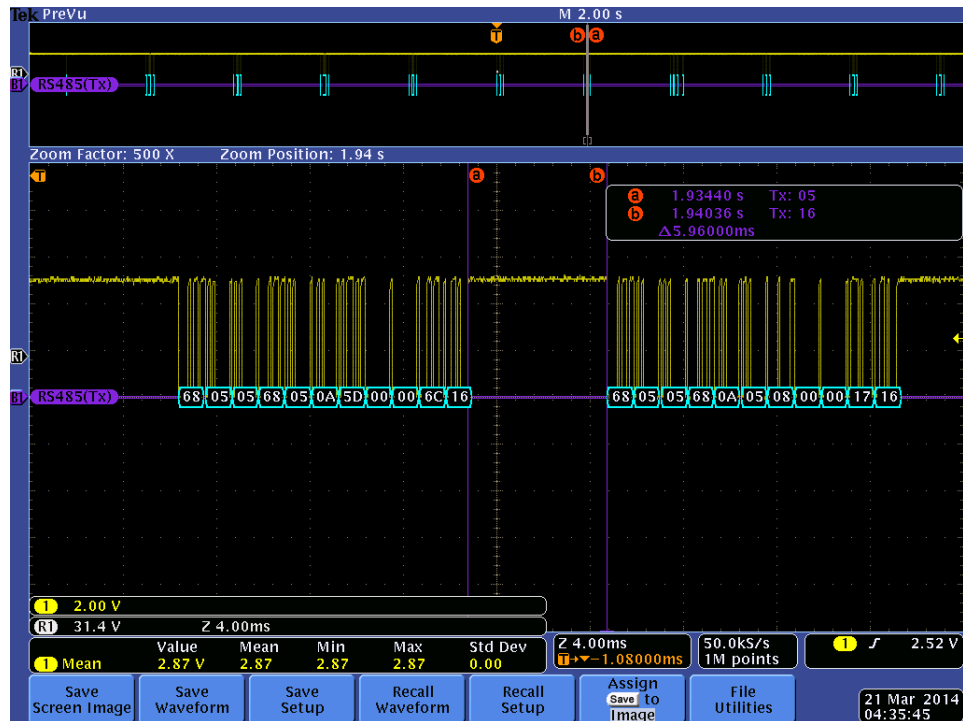 Tek PreVu M 2.00 s
T b a
R1
B1 RS485(Tx)
Zoom Factor: 500 X Zoom Position: 1.94 s
T a b
a 1.93440 s Tx: 05
b 1.94036 s Tx: 16
Δ5.96000ms
R1
B1 RS485(Tx) 68 05 05 68 05 0A 5D 00 00 6C 16 68 05 05 68 0A 05 08 00 00 17 16
1 2.00 V
R1 31.4 V Z 4.00ms
Value Mean Min Max Std Dev
1 Mean 2.87 V 2.87 2.87 2.87 0.00
Z 4.00ms
T→▼−1.08000ms
50.0kS/s
1M points
1 2.52 V
Save
Screen Image
Save
Waveform
Save
Setup
Recall
Waveform
Recall
Setup
Assign
Save to
Image
File
Utilities
21 Mar 2014
04:35:45